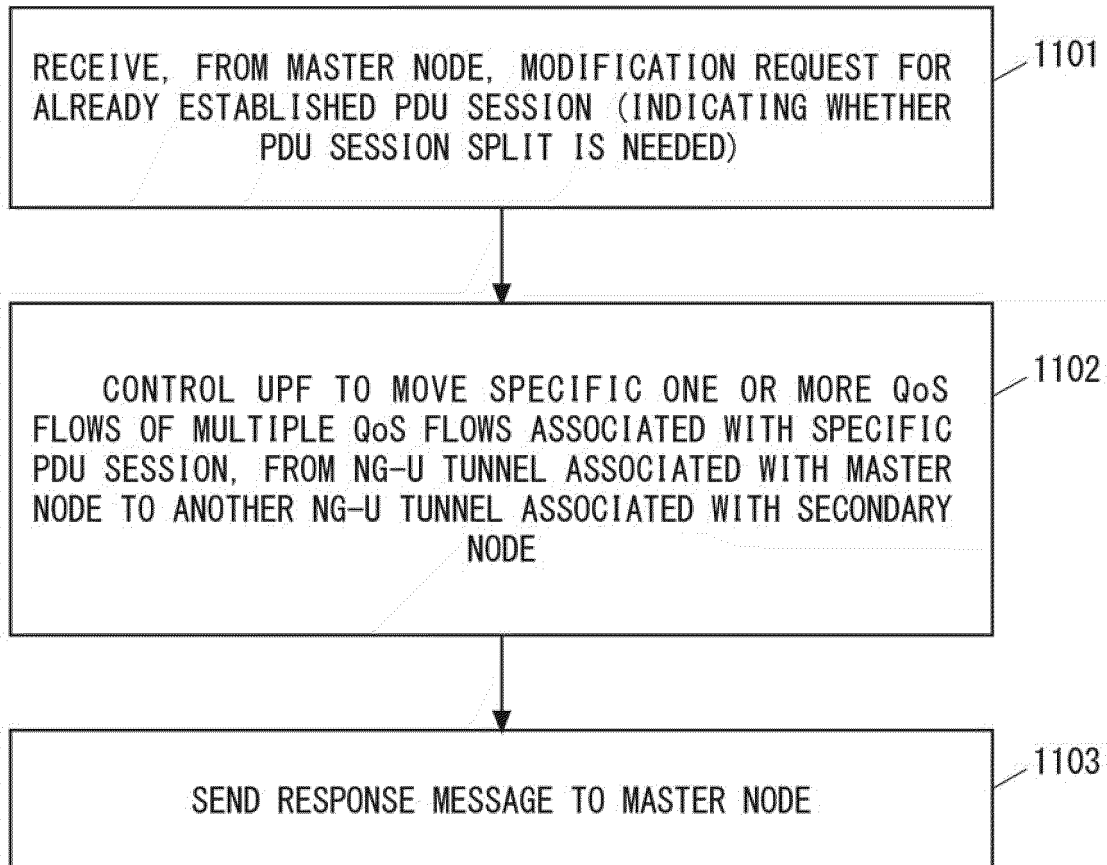 RECEIVE, FROM MASTER NODE, MODIFICATION REQUEST FOR
ALREADY ESTABLISHED PDU SESSION (INDICATING WHETHER
PDU SESSION SPLIT IS NEEDED)
1101
CONTROL UPF TO MOVE SPECIFIC ONE OR MORE QoS
FLOWS OF MULTIPLE QoS FLOWS ASSOCIATED WITH SPECIFIC
PDU SESSION, FROM NG-U TUNNEL ASSOCIATED WITH MASTER
NODE TO ANOTHER NG-U TUNNEL ASSOCIATED WITH SECONDARY
NODE
1102
SEND RESPONSE MESSAGE TO MASTER NODE
1103